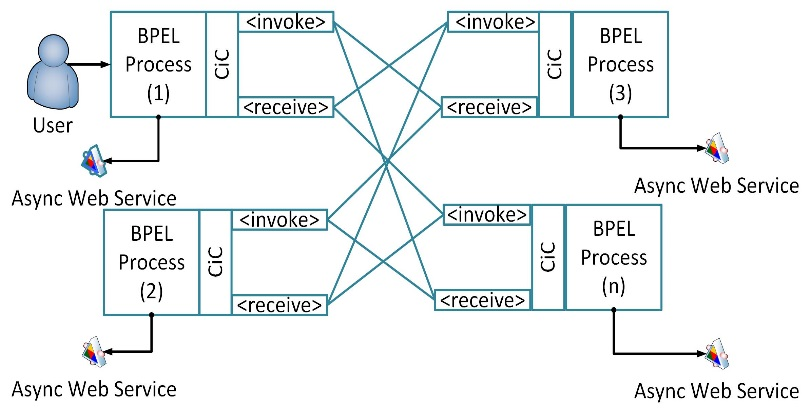 BPEL
Process
(1)
CiC
<invoke>
<receive>
<invoke>
<receive>
CiC
BPEL
Process
(3)
User
Async Web Service
Async Web Service
BPEL
Process
(2)
CiC
<invoke>
<receive>
<invoke>
<receive>
CiC
BPEL
Process
(n)
Async Web Service
Async Web Service